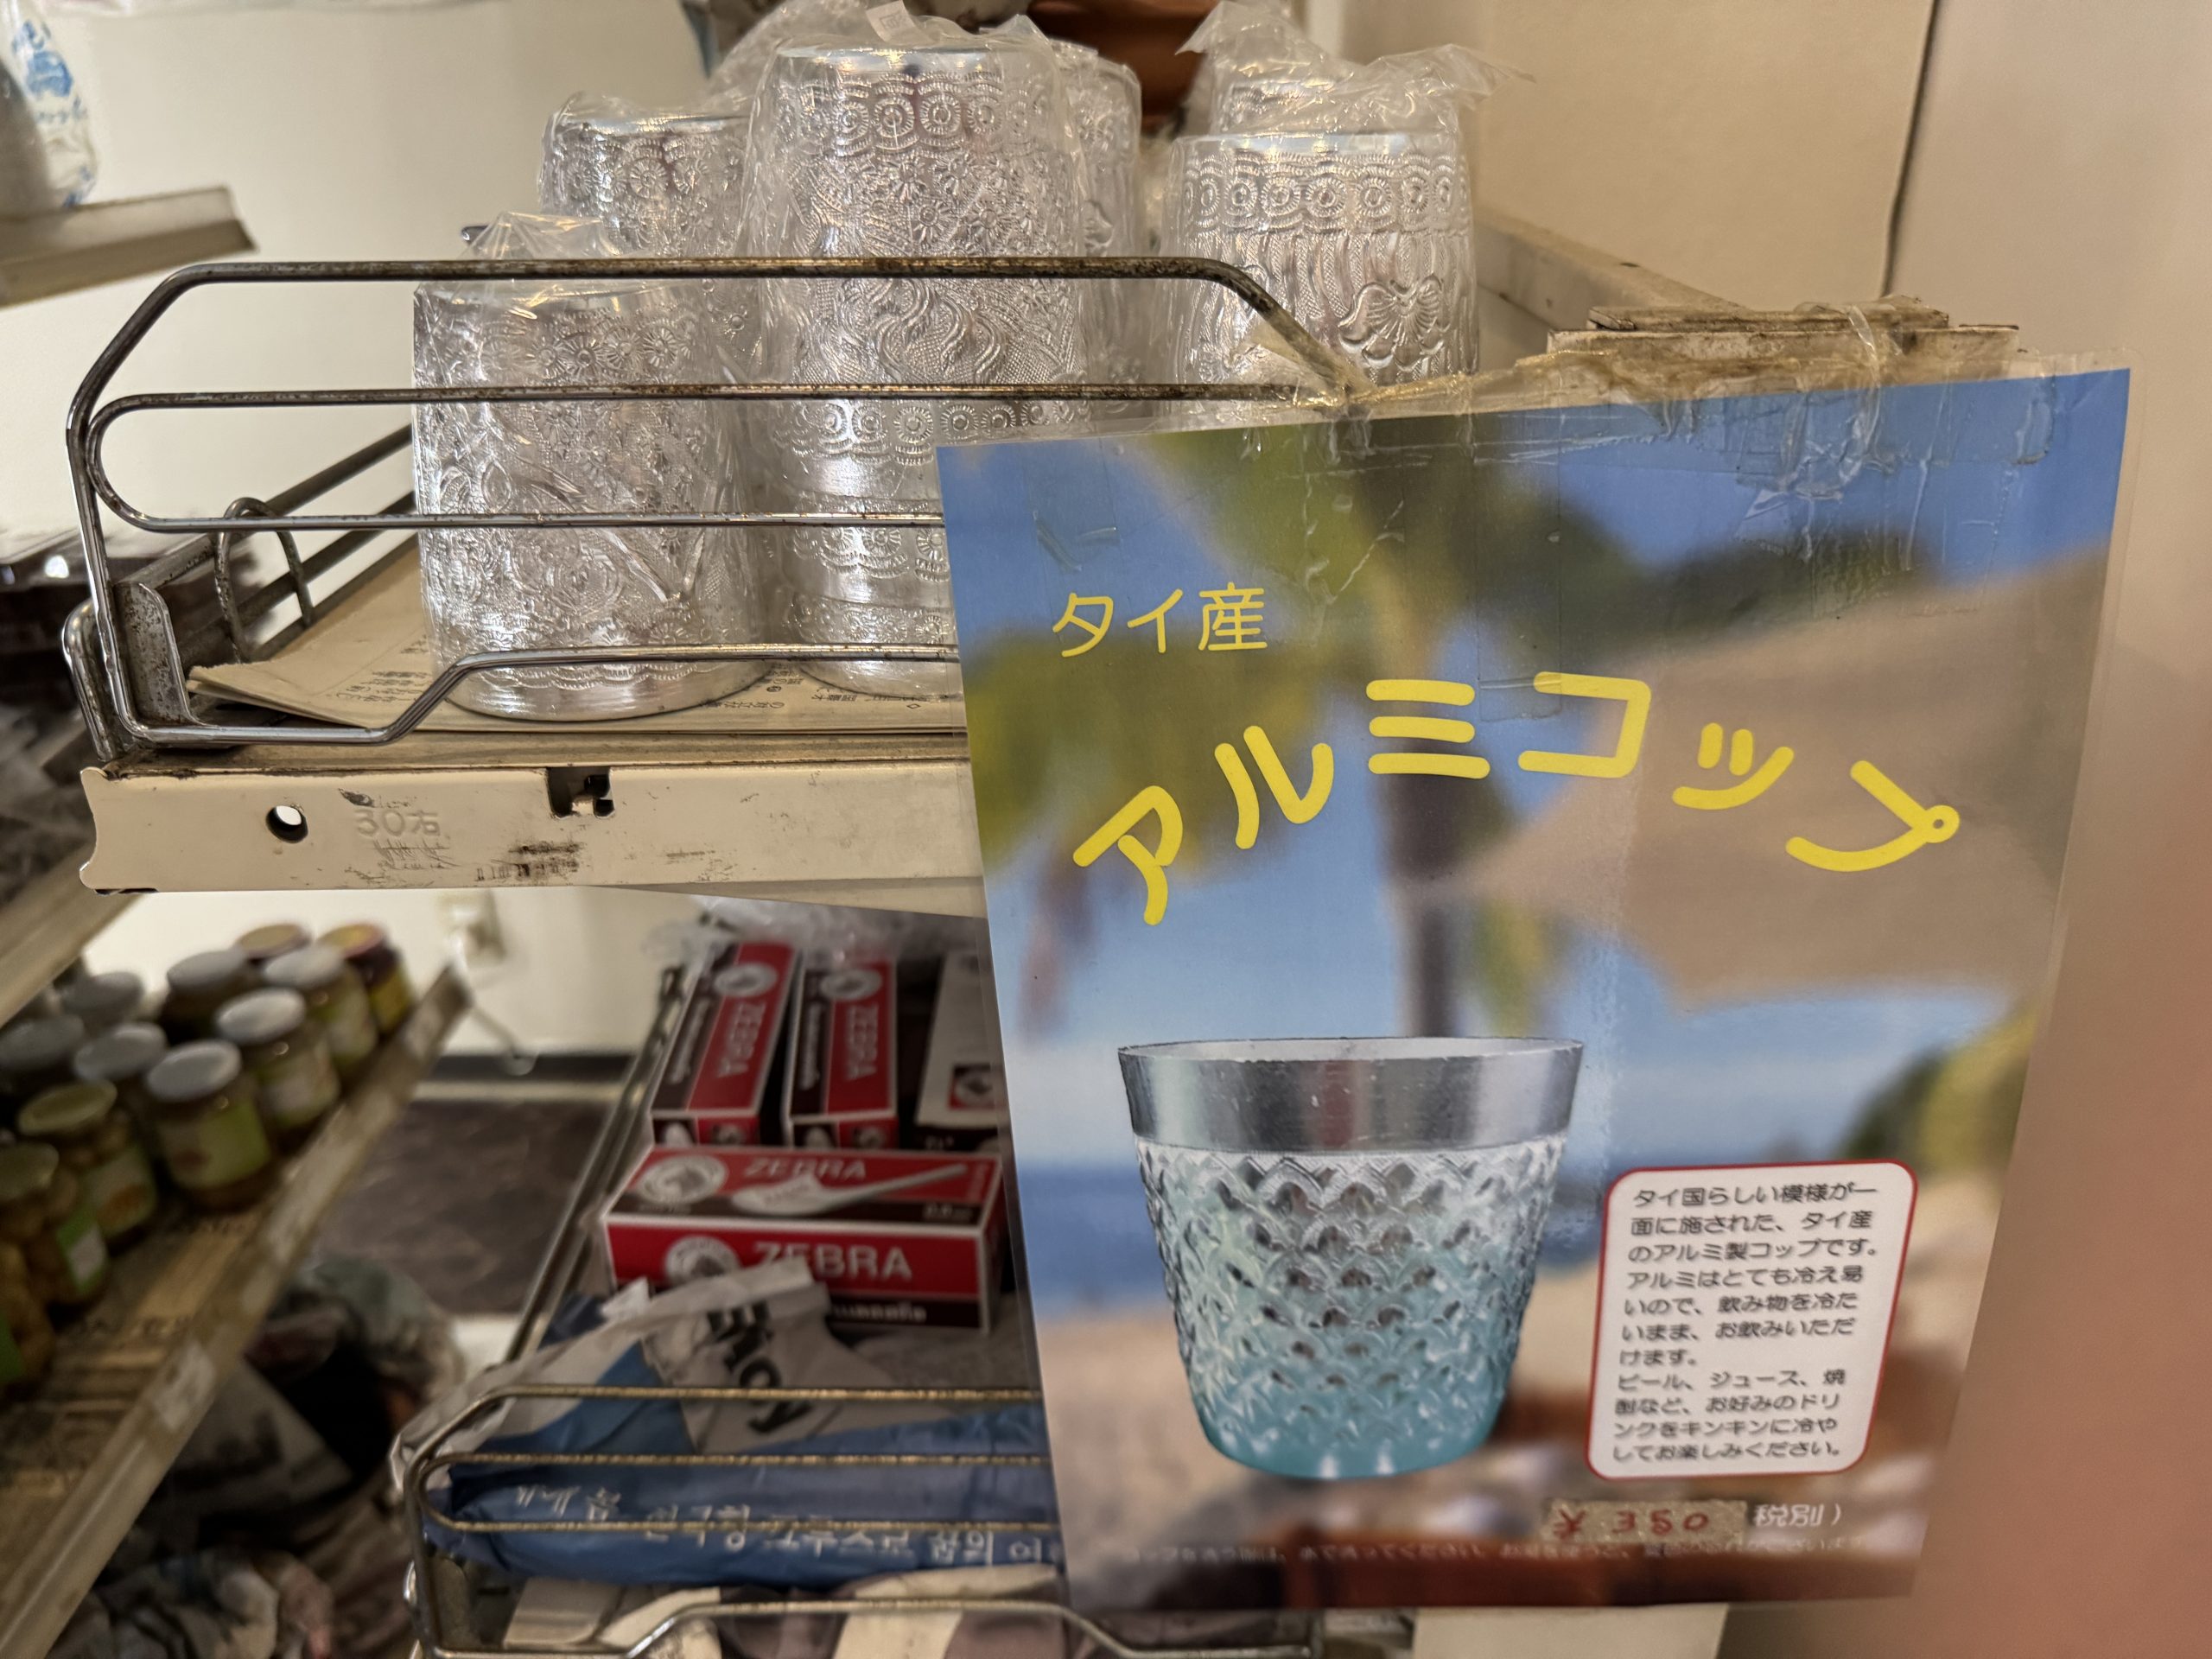 30右
タイ産
アルミコップ
タイ国らしい模様が一
面に施された、タイ産
のアルミ製コップです。
アルミはとても冷え易
いので、飲み物を冷た
いまま、お飲みいただ
けます。
ビール、ジュース、焼
酎など、お好みのドリ
ンクをキンキンに冷や
してお楽しみください。
¥350 税別）
ZEBRA
ZEBRA
ZEBRA
ZEBRA